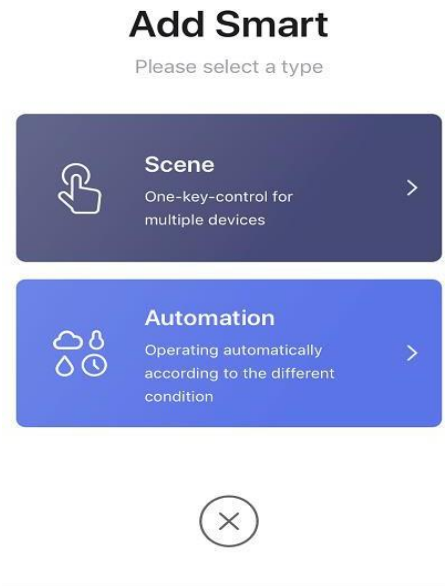 Add Smart
Please select a type
Scene
One-key-control for
multiple devices
Automation
Operating automatically
according to the different
condition